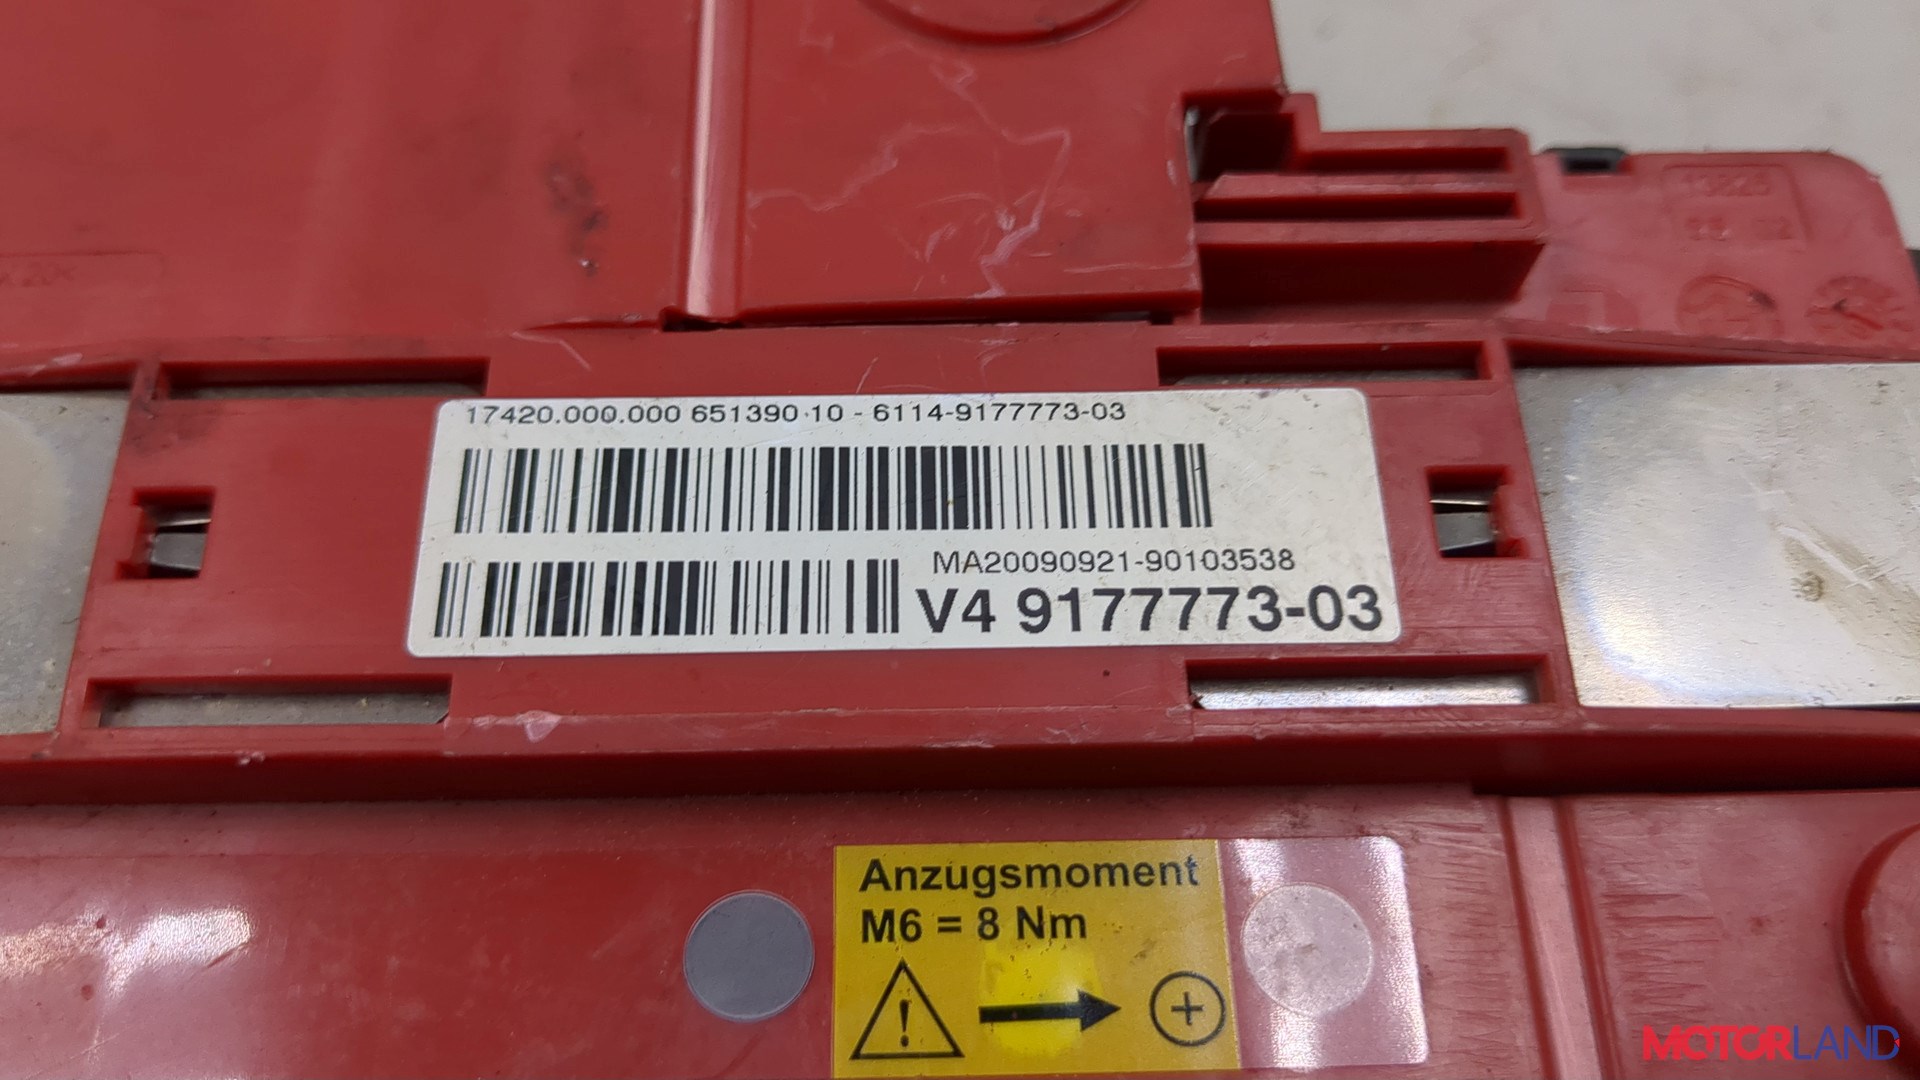 17420.000.000 651390 10 - 6114-9177773-03
MA20090921-90103538
V4 9177773-03
Anzugsmoment
M6 = 8 Nm
MOTORLAND